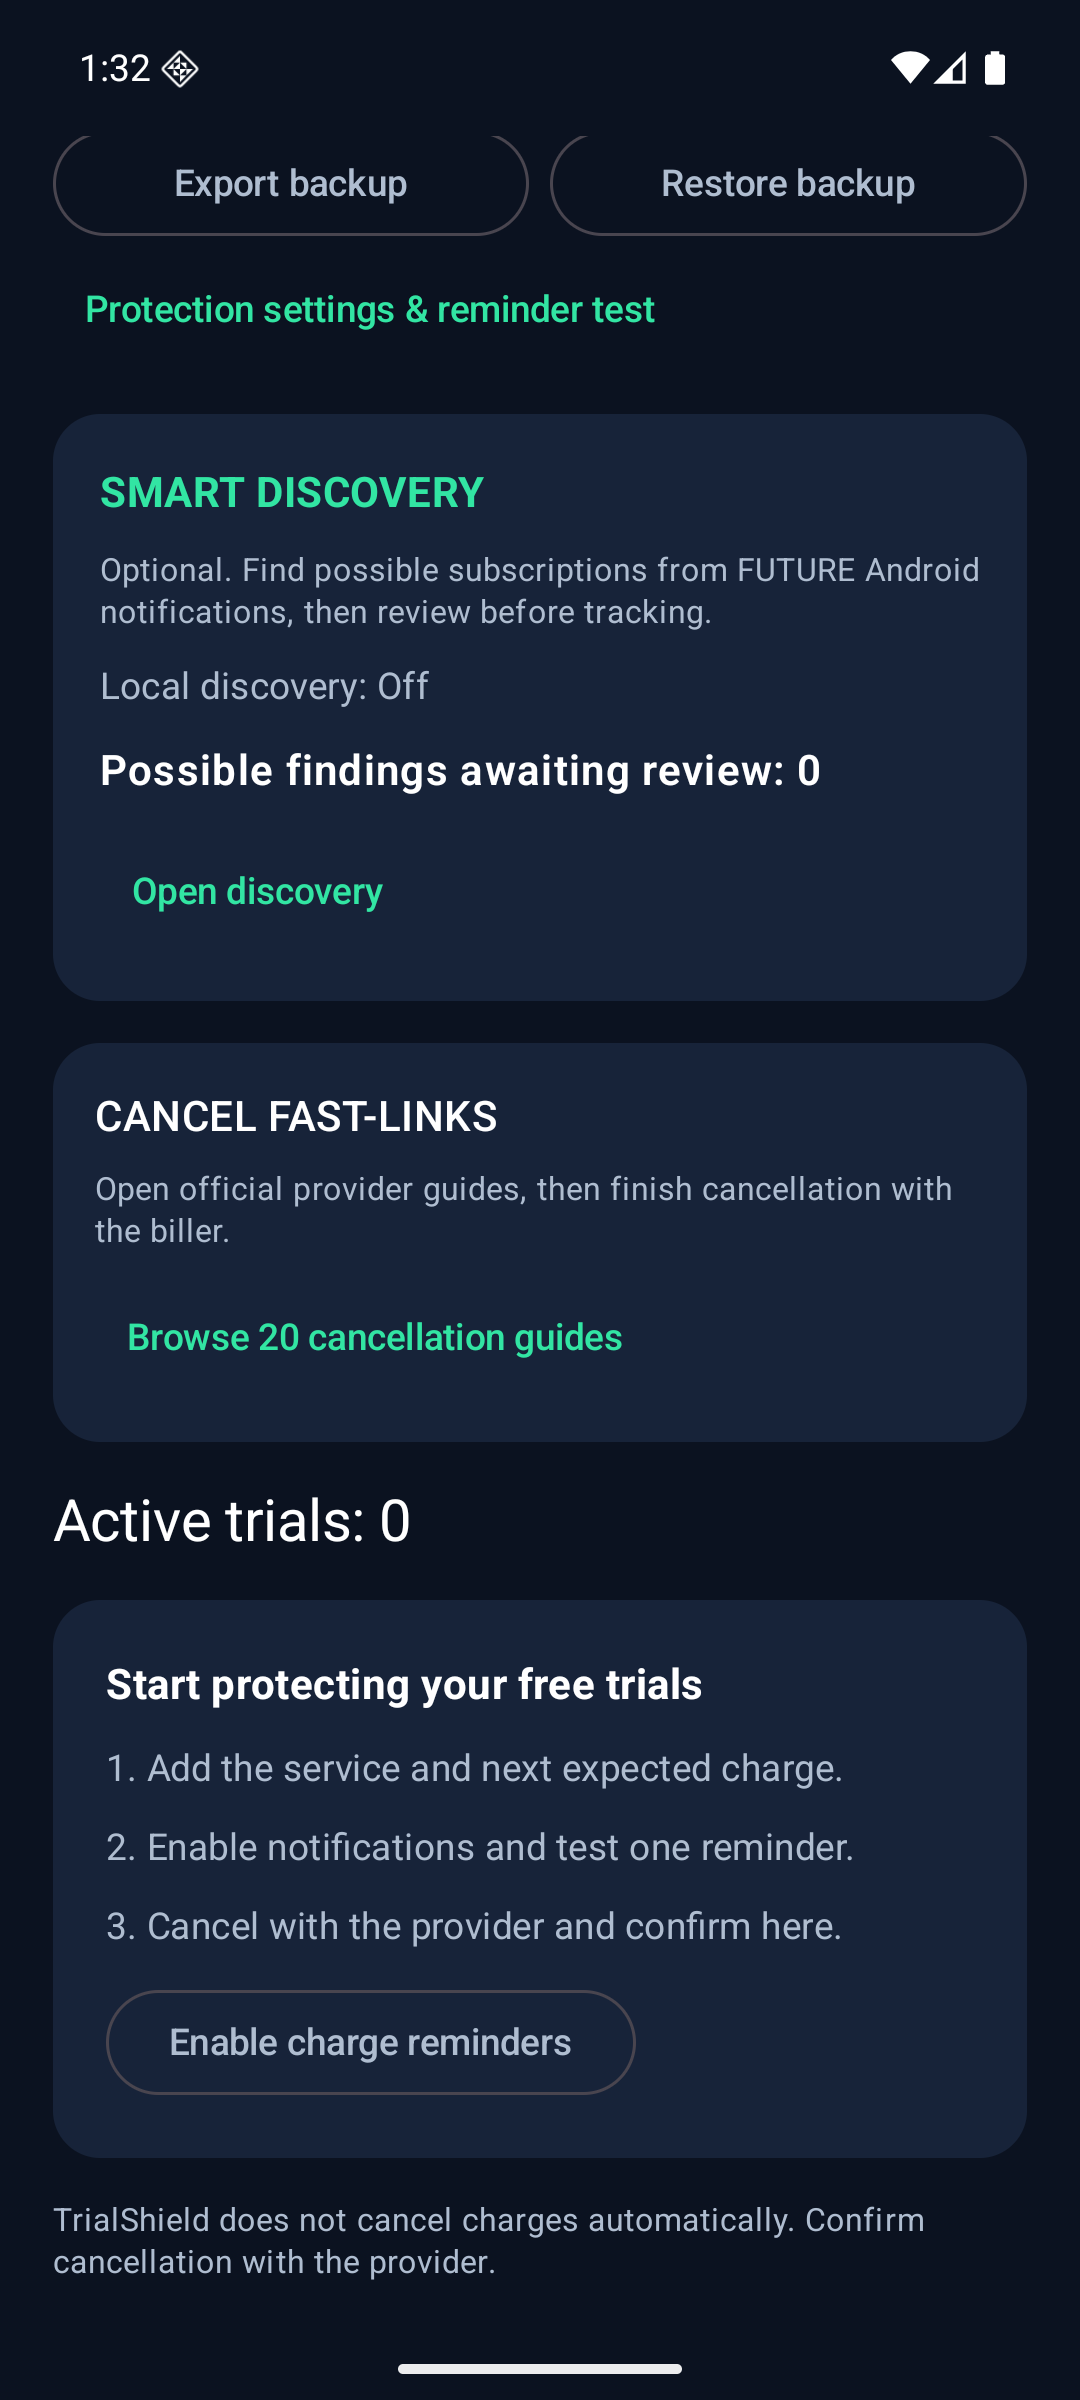 1:32
Export backup
Restore backup
Protection settings & reminder test
SMART DISCOVERY
Optional. Find possible subscriptions from FUTURE Android
notifications, then review before tracking.
Local discovery: Off
Possible findings awaiting review: 0
Open discovery
CANCEL FAST-LINKS
Open official provider guides, then finish cancellation with
the biller.
Browse 20 cancellation guides
Active trials: 0
Start protecting your free trials
1. Add the service and next expected charge.
2. Enable notifications and test one reminder.
3. Cancel with the provider and confirm here.
Enable charge reminders
TrialShield does not cancel charges automatically. Confirm
cancellation with the provider.